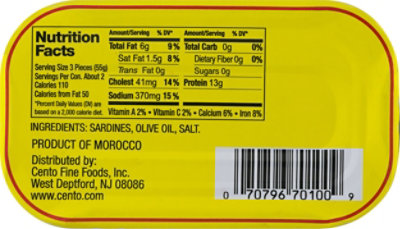 Nutrition
Facts
Serving Size 3 Pieces (55g)
Servings Per Con. About 2
Calories 110
Calories from Fat 50
*Percent Daily Values (DV) are
based on a 2,000 calorie diet.
Amount/Serving % DV* Amount/Serving % DV*
Total Fat 6g 9% Total Carb 0g 0%
Sat Fat 1.5g 8% Dietary Fiber 0g 0%
Trans Fat 0g Sugars 0g
Cholest 41mg 14% Protein 13g
Sodium 370mg 15%
Vitamin A 2% • Vitamin C 2% • Calcium 6% • Iron 8%
INGREDIENTS: SARDINES, OLIVE OIL, SALT.
PRODUCT OF MOROCCO
Distributed by:
Cento Fine Foods, Inc.
West Deptford, NJ 08086
www.cento.com
0 70796 70100 9